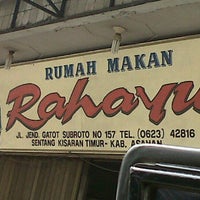 RUMAH MAKAN
Rahayu
JL. JEND. GATOT SUBROTO NO 157 TEL. (0623) 42816
SENTANG KISARAN TIMUR - KAB. ASAHAN